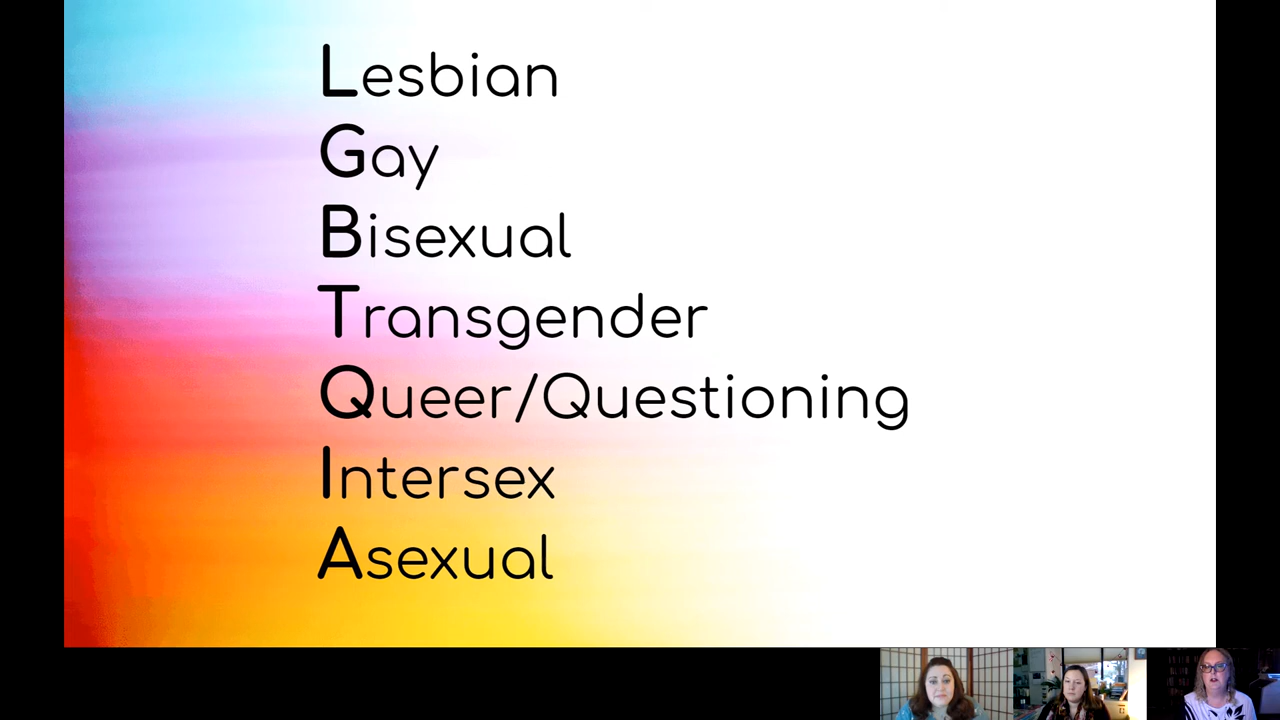 Lesbian
Gay
Bisexual
Transgender
Queer/Questioning
Intersex
Asexual